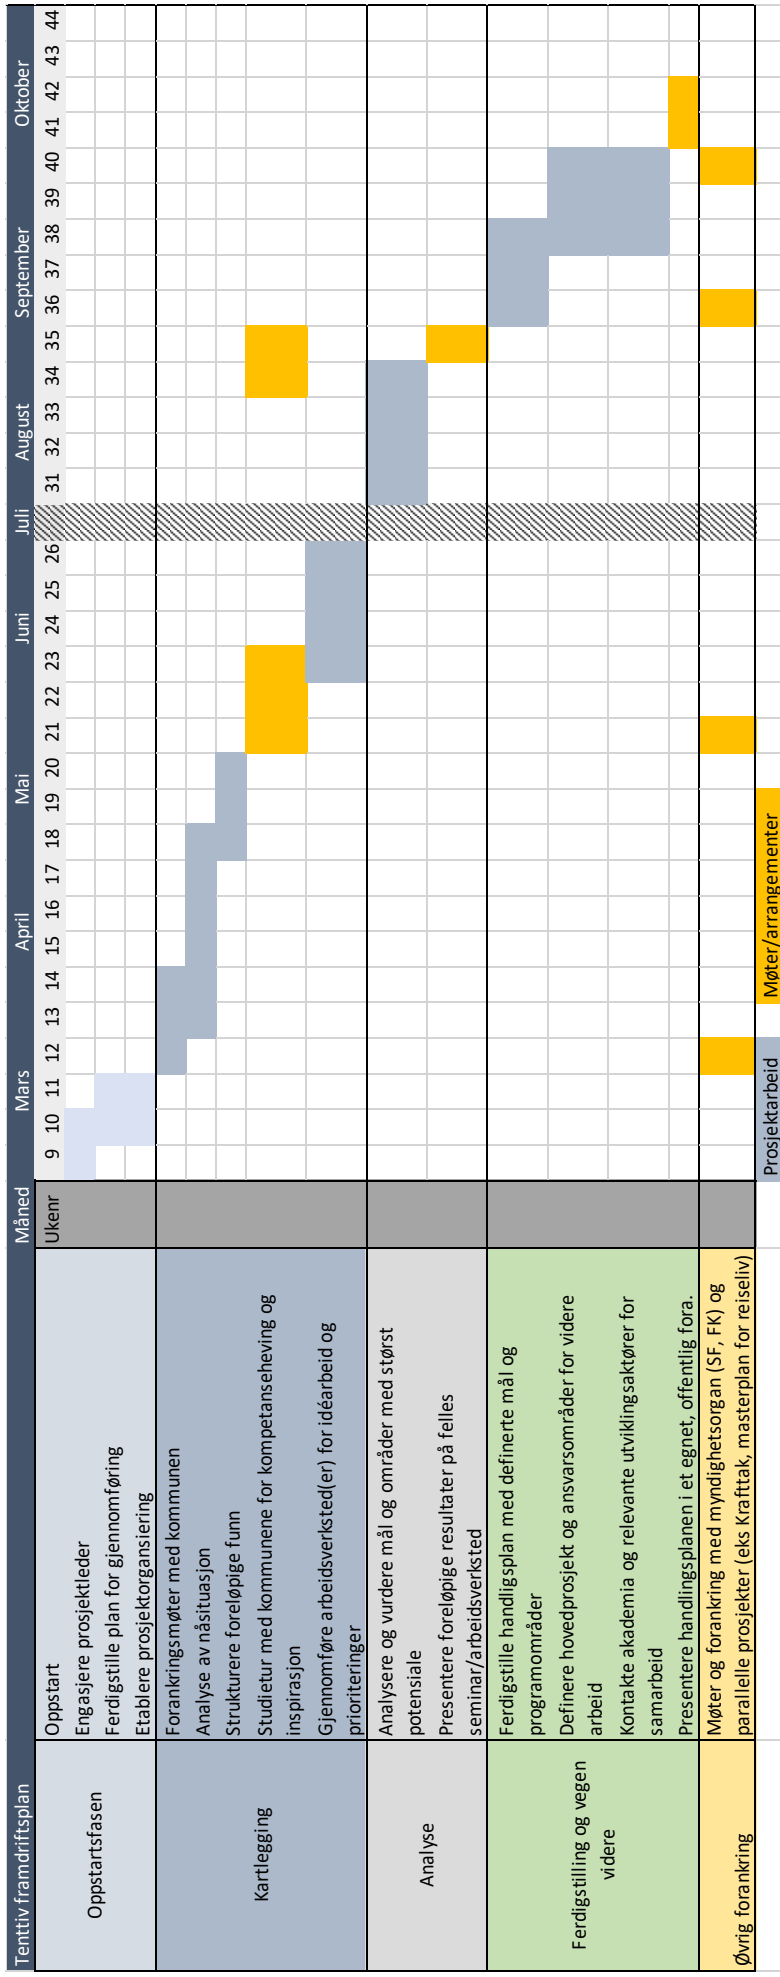 Tenttiv framdriftsplan Måned Mars April Mai Juni Juli August September Oktober
Oppstartsfasen
Oppstart Ukenr 9 10 11 12 13 14 15 16 17 18 19 20 21 22 23 24 25 26 31 32 33 34 35 36 37 38 39 40 41 42 43 44
Engasjere prosjektleder
Ferdigstille plan for gjennomføring
Etablere prosjektorgansiering
Kartlegging
Forankringsmøter med kommunen
Analyse av nåsituasjon
Strukturere foreløpige funn
Studietur med kommunene for kompetanseheving og
inspirasjon
Gjennomføre arbeidsverksted(er) for idéarbeid og
prioriteringer
Analyse
Analysere og vurdere mål og områder med størst
potensiale
Presentere foreløpige resultater på felles
seminar/arbeidsverksted
Ferdigstilling og vegen
videre
Ferdigstille handligsplan med definerte mål og
programområder
Definere hovedprosjekt og ansvarsområder for videre
arbeid
Kontakte akademia og relevante utviklingsaktører for
samarbeid
Presentere handlingsplanen i et egnet, offentlig fora.
Øvrig forankring
Møter og forankring med myndighetsorgan (SF, FK) og
parallelle prosjekter (eks Krafttak, masterplan for reiseliv)
Prosjektarbeid Møter/arrangementer